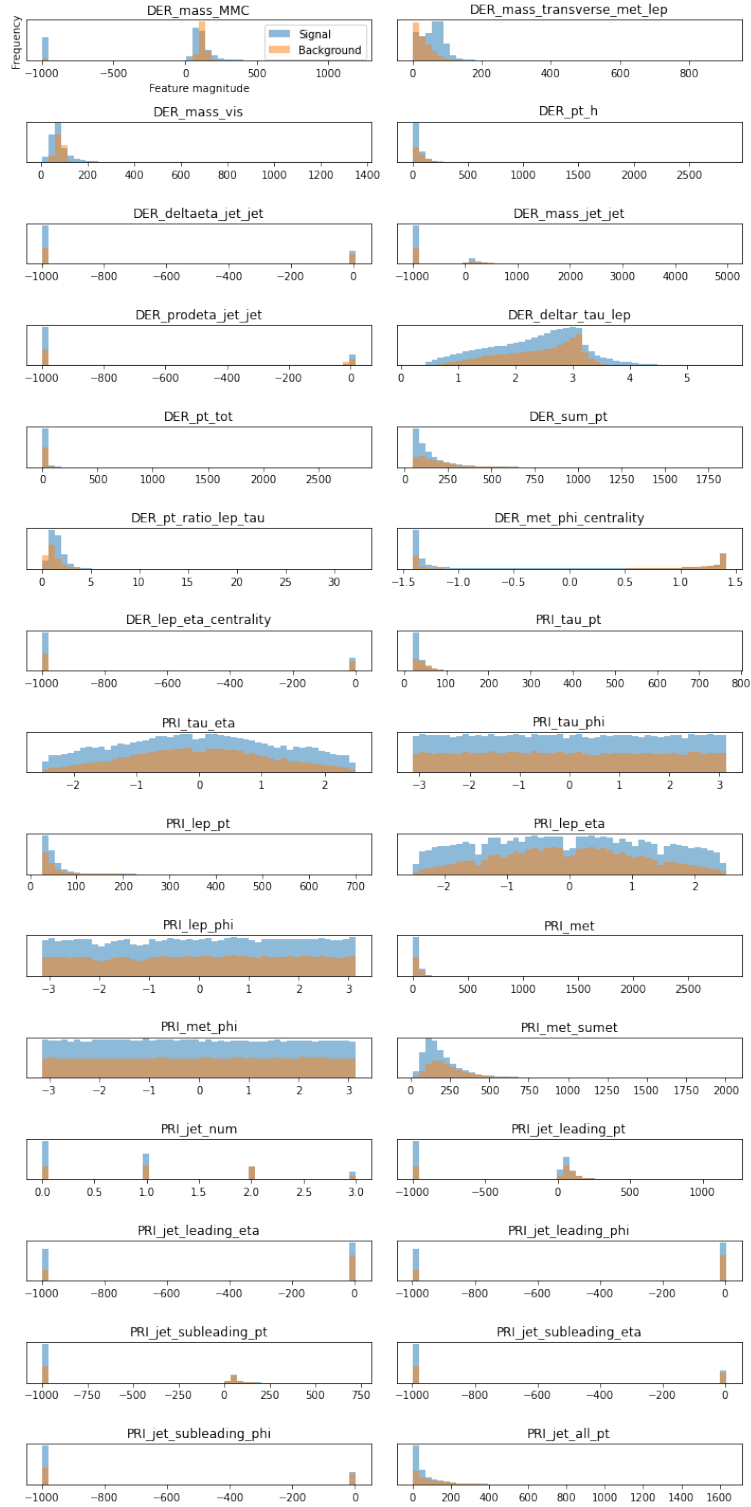 DER_mass_MMC
DER_mass_transverse_met_lep
Frequency
Signal
Background
−1000 −500 0 500 1000
0 200 400 600 800
Feature magnitude
DER_mass_vis
DER_pt_h
0 200 400 600 800 1000 1200 1400
0 500 1000 1500 2000 2500
DER_deltaeta_jet_jet
DER_mass_jet_jet
−1000 −800 −600 −400 −200 0
−1000 0 1000 2000 3000 4000 5000
DER_prodeta_jet_jet
DER_deltar_tau_lep
−1000 −800 −600 −400 −200 0
0 1 2 3 4 5
DER_pt_tot
DER_sum_pt
0 500 1000 1500 2000 2500
0 250 500 750 1000 1250 1500 1750
DER_pt_ratio_lep_tau
DER_met_phi_centrality
0 5 10 15 20 25 30
−1.5 −1.0 −0.5 0.0 0.5 1.0 1.5
DER_lep_eta_centrality
PRI_tau_pt
−1000 −800 −600 −400 −200 0
0 100 200 300 400 500 600 700 800
PRI_tau_eta
PRI_tau_phi
−2 −1 0 1 2
−3 −2 −1 0 1 2 3
PRI_lep_pt
PRI_lep_eta
0 100 200 300 400 500 600 700
−2 −1 0 1 2
PRI_lep_phi
PRI_met
−3 −2 −1 0 1 2 3
0 500 1000 1500 2000 2500
PRI_met_phi
PRI_met_sumet
−3 −2 −1 0 1 2 3
0 250 500 750 1000 1250 1500 1750 2000
PRI_jet_num
PRI_jet_leading_pt
0.0 0.5 1.0 1.5 2.0 2.5 3.0
−1000 −500 0 500 1000
PRI_jet_leading_eta
PRI_jet_leading_phi
−1000 −800 −600 −400 −200 0
−1000 −800 −600 −400 −200 0
PRI_jet_subleading_pt
PRI_jet_subleading_eta
−1000 −750 −500 −250 0 250 500 750
−1000 −800 −600 −400 −200 0
PRI_jet_subleading_phi
PRI_jet_all_pt
−1000 −800 −600 −400 −200 0
0 200 400 600 800 1000 1200 1400 1600